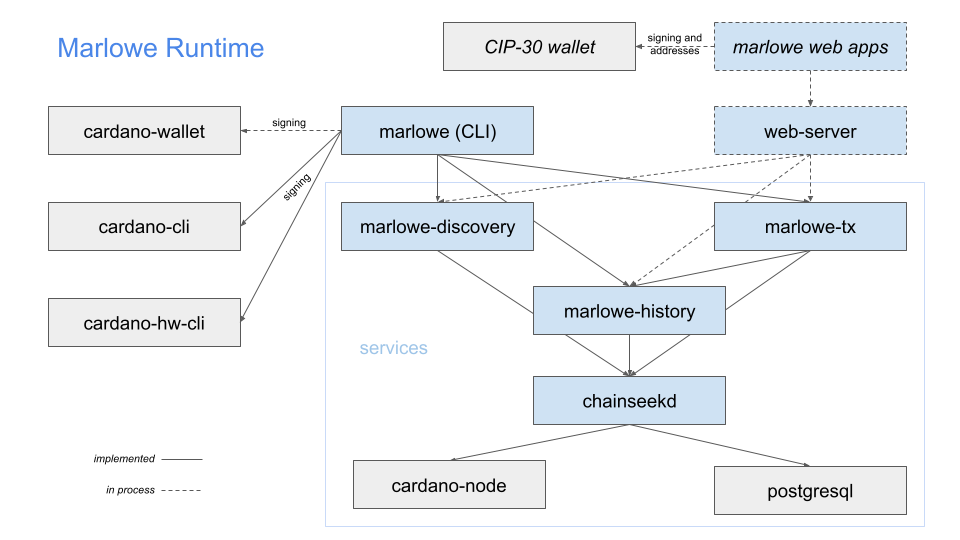 Marlowe Runtime
CIP-30 wallet
signing and
addresses
marlowe web apps
cardano-wallet
signing
marlowe (CLI)
web-server
signing
cardano-cli
marlowe-discovery
marlowe-tx
cardano-hw-cli
marlowe-history
services
chainseekd
implemented
in process
cardano-node
postgresql